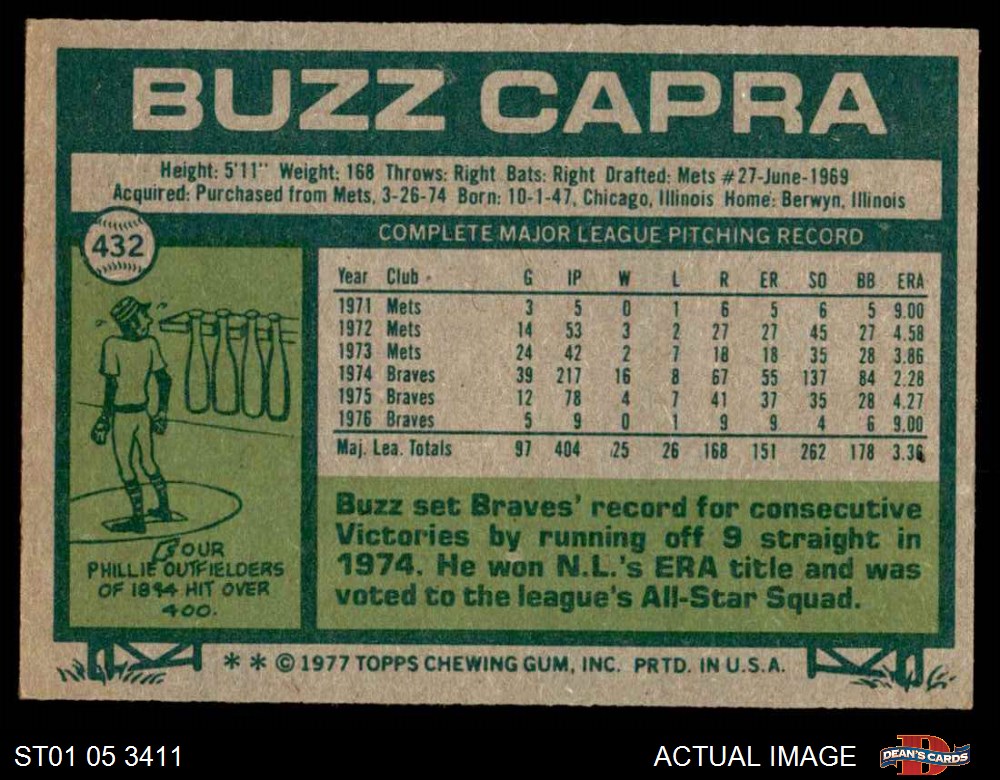 BUZZ CAPRA
Height: 5'11" Weight: 168 Throws: Right Bats: Right Drafted: Mets #27-June-1969
Acquired: Purchased from Mets, 3-26-74 Born: 10-1-47, Chicago, Illinois Home: Berwyn, Illinois
432
COMPLETE MAJOR LEAGUE PITCHING RECORD
Year Club G IP W L R ER SO BB ERA
1971 Mets 3 5 0 1 6 5 6 5 9.00
1972 Mets 14 53 3 2 27 27 45 27 4.58
1973 Mets 24 42 2 7 18 18 35 28 3.86
1974 Braves 39 217 16 8 67 55 137 84 2.28
1975 Braves 12 78 4 7 41 37 35 28 4.27
1976 Braves 5 9 0 1 9 9 4 6 9.00
Maj. Lea. Totals 97 404 25 26 168 151 262 178 3.36
FOUR
PHILLIE OUTFIELDERS
OF 1894 HIT OVER
400.
Buzz set Braves' record for consecutive
Victories by running off 9 straight in
1974. He won N.L.'s ERA title and was
voted to the league's All-Star Squad.
* * © 1977 TOPPS CHEWING GUM, INC. PRTD. IN U.S.A.
ST01 05 3411
ACTUAL IMAGE
D
DEAN'S CARDS